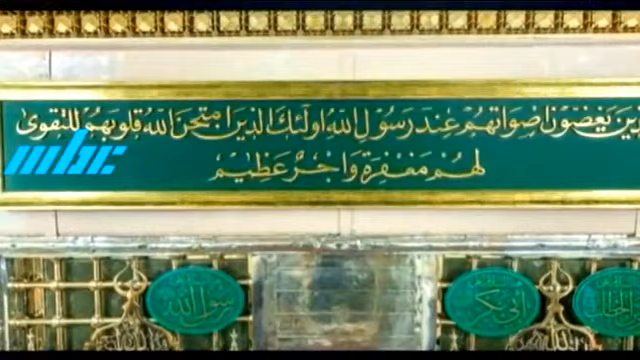 ين يغضون اصواتهم عند رسول الله اولئك الذين امتحن الله قلوبهم للتقوى
لهم مغفرة واجر عظيم
mbc
رسول الله
ابي بكر